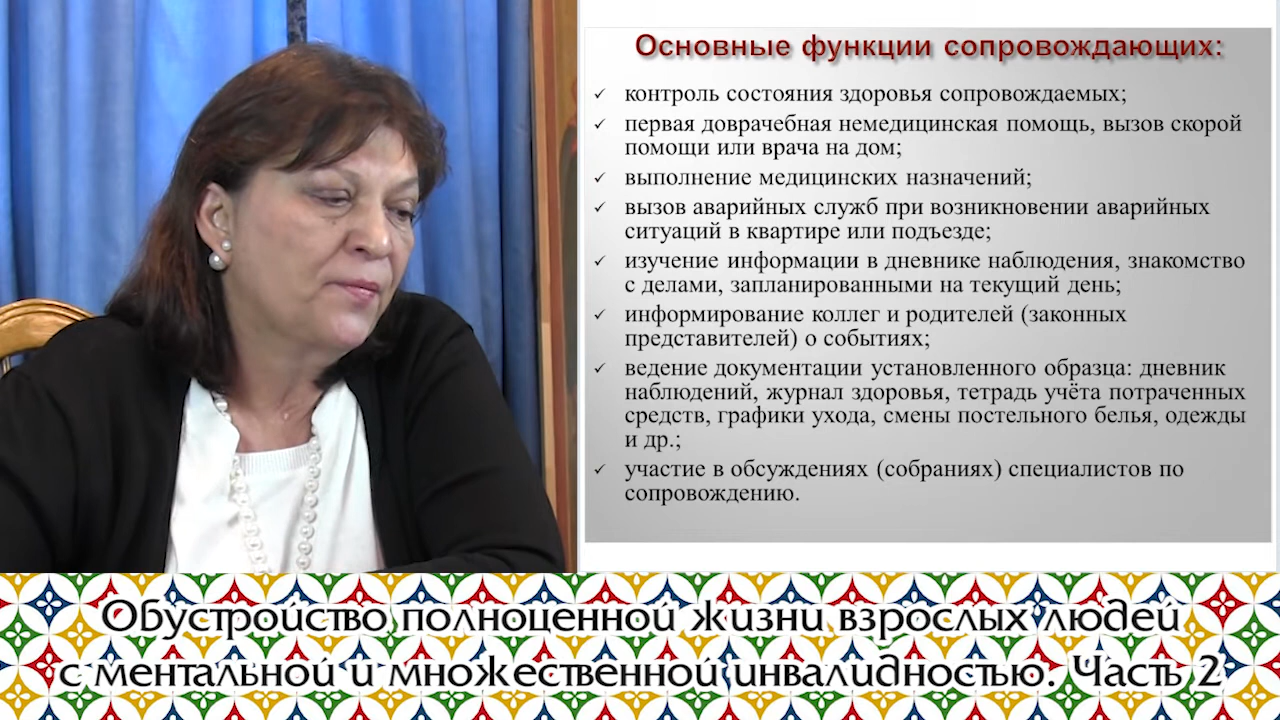 Основные функции сопровождающих:
контроль состояния здоровья сопровождаемых;
первая доврачебная немедицинская помощь, вызов скорой
помощи или врача на дом;
выполнение медицинских назначений;
вызов аварийных служб при возникновении аварийных
ситуаций в квартире или подъезде;
изучение информации в дневнике наблюдения, знакомство
с делами, запланированными на текущий день;
информирование коллег и родителей (законных
представителей) о событиях;
ведение документации установленного образца: дневник
наблюдений, журнал здоровья, тетрадь учёта потраченных
средств, графики ухода, смены постельного белья, одежды
и др.;
участие в обсуждениях (собраниях) специалистов по
сопровождению.
Обустройство полноценной жизни взрослых людей
с ментальной и множественной инвалидностью. Часть 2